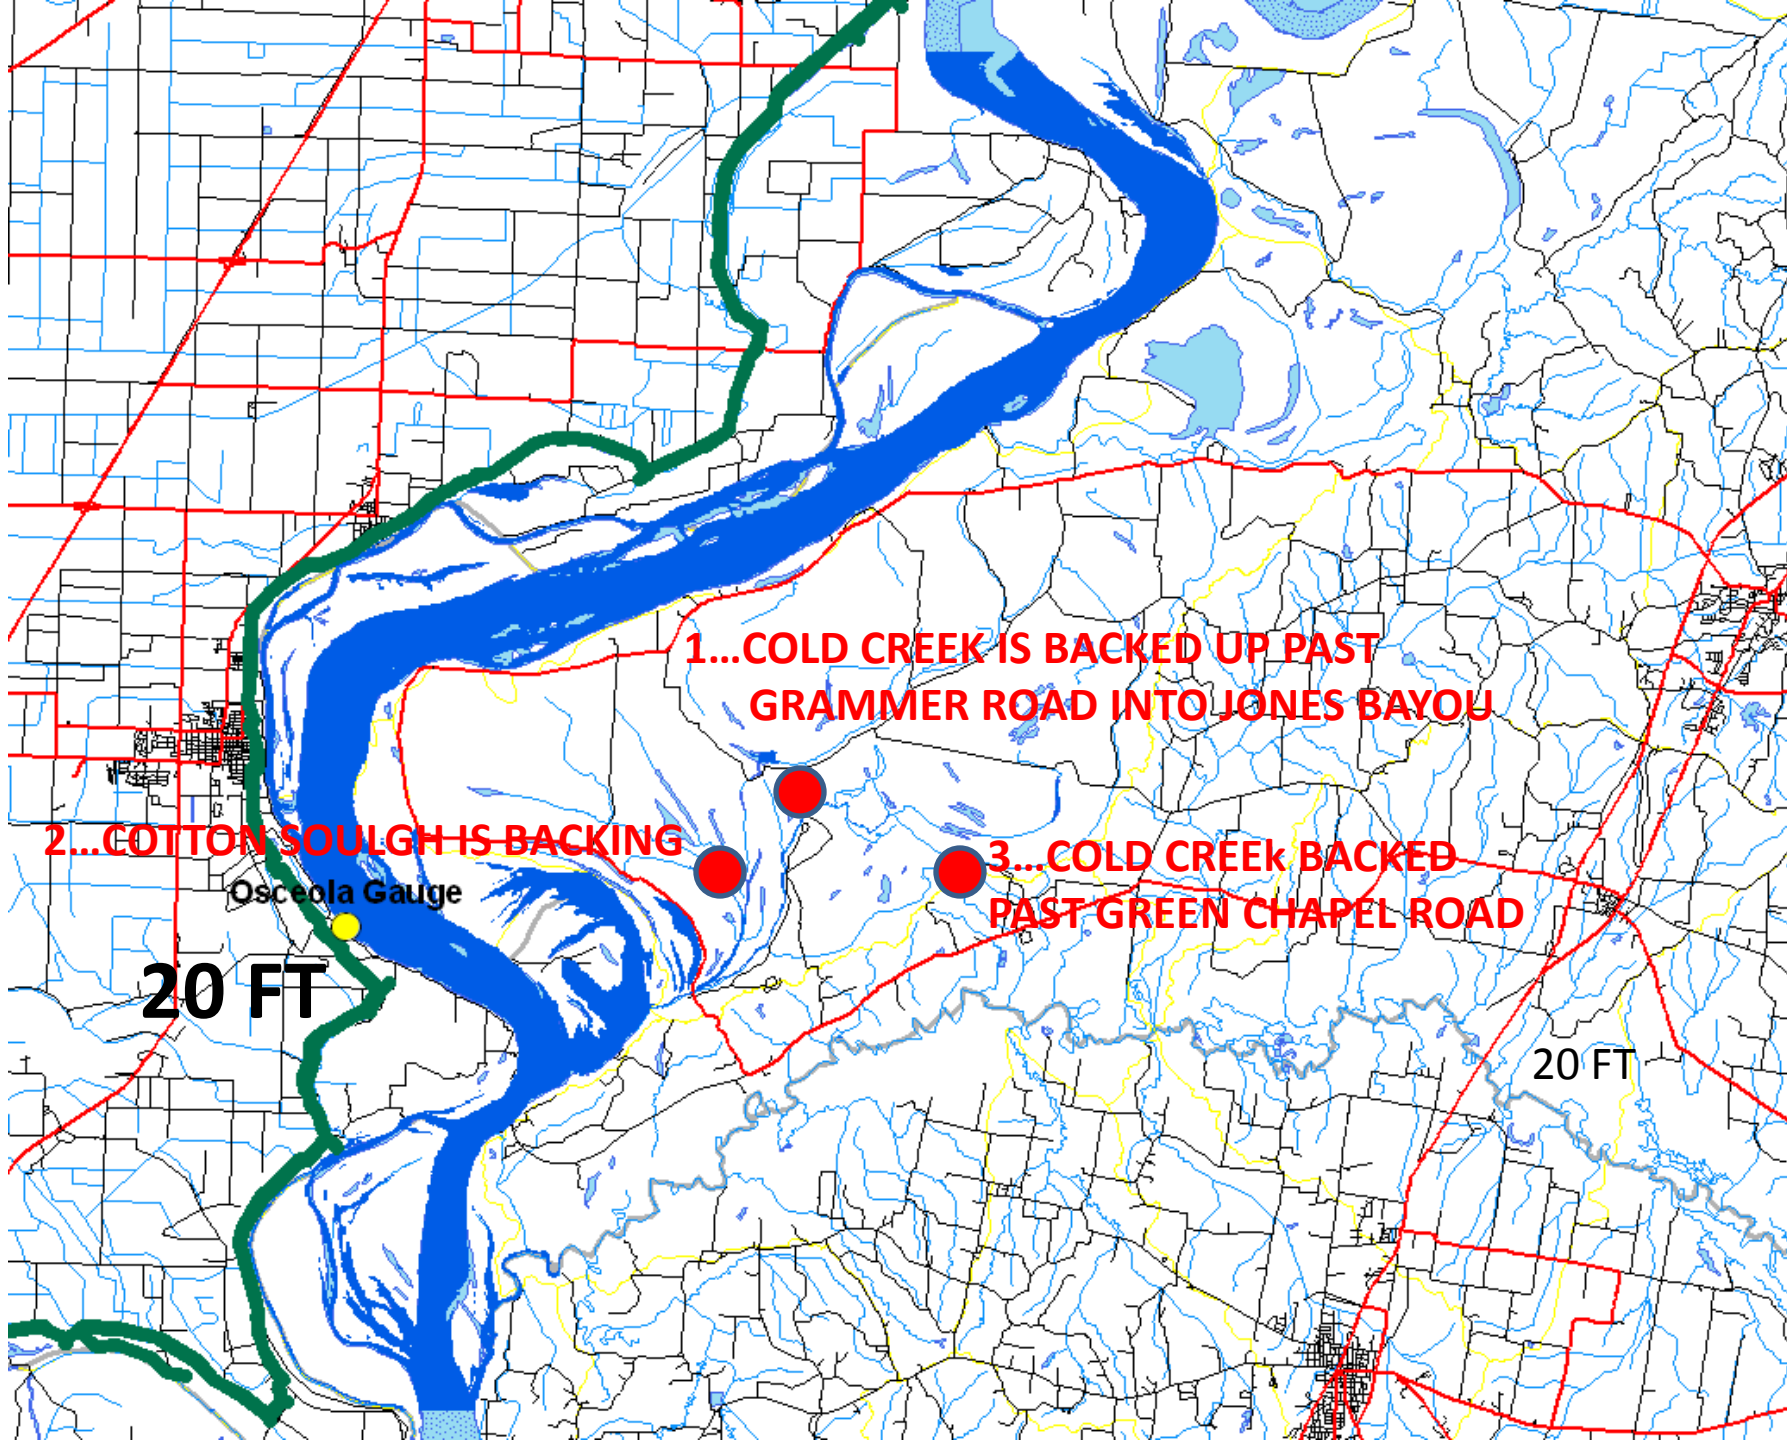 1...COLD CREEK IS BACKED UP PAST
GRAMMER ROAD INTO JONES BAYOU
2...COTTON SOULGH IS BACKING
3...COLD CREEk BACKED
PAST GREEN CHAPEL ROAD
Osceola Gauge
20 FT
20 FT